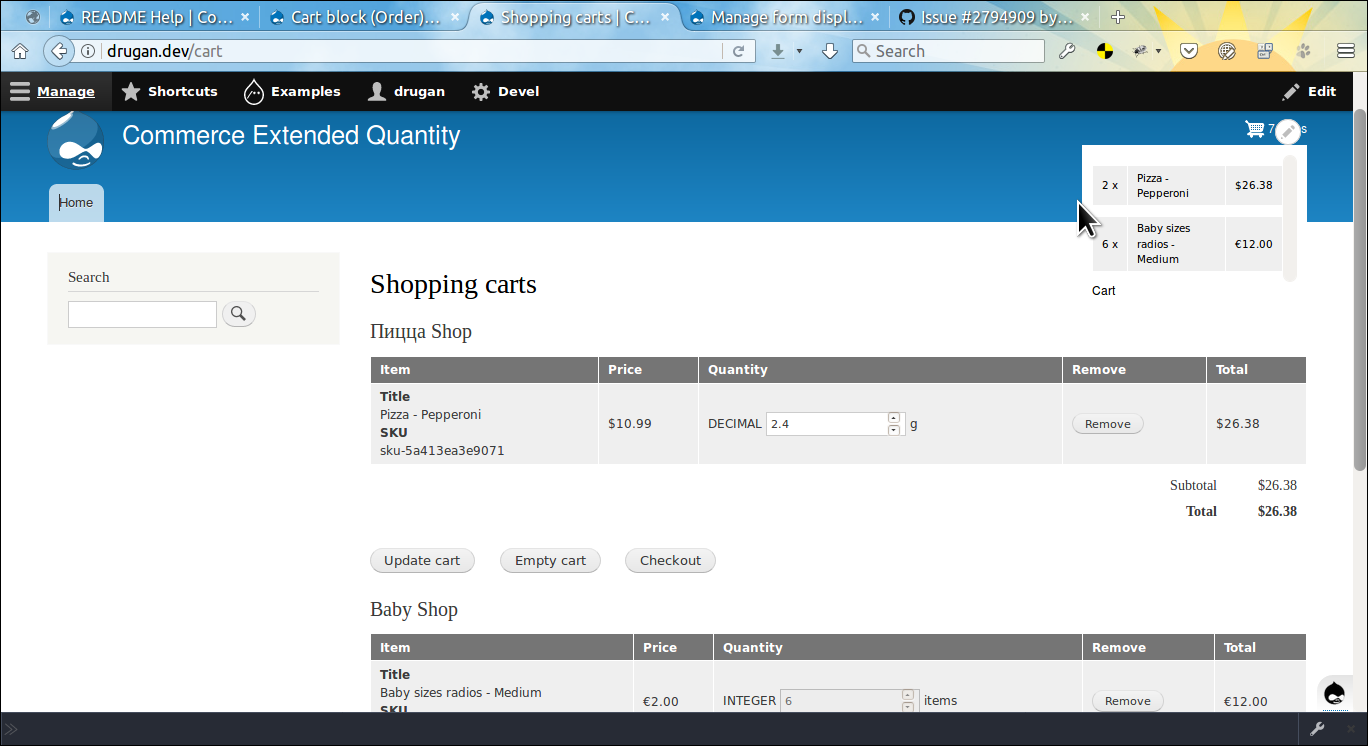 README Help | Co...
Cart block (Order)...
Shopping carts | C...
Manage form displ...
Issue #2794909 by...
drugan.dev/cart
Search
Manage
Shortcuts
Examples
drugan
Devel
Edit
Commerce Extended Quantity
7
s
Home
2 x Pizza - $26.38
Pepperoni
Baby sizes
6 x radios - €12.00
Medium
Cart
Search
Shopping carts
Пицца Shop
Item Price Quantity Remove Total
Title
Pizza - Pepperoni
SKU
sku-5a413ea3e9071
$10.99 DECIMAL 2.4 g Remove $26.38
Subtotal $26.38
Total $26.38
Update cart Empty cart Checkout
Baby Shop
Item Price Quantity Remove Total
Title
Baby sizes radios - Medium
SKU
€2.00 INTEGER 6 items Remove €12.00